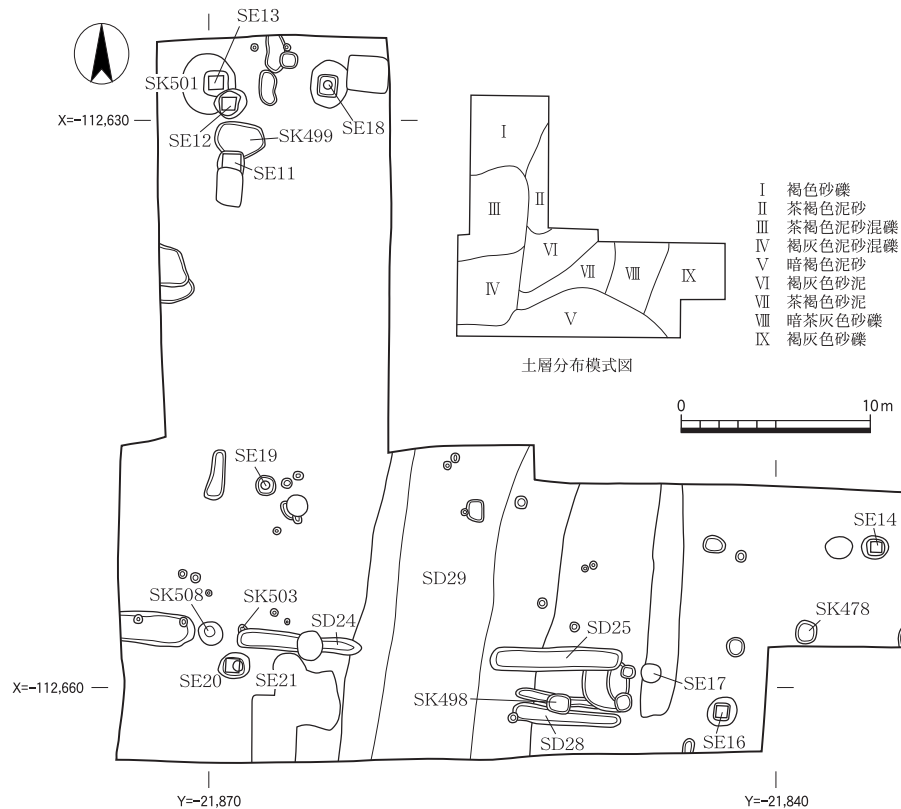 SE13
SK501
X=-112,630
SE12
SK499
SE18
SE11
Ⅰ
Ⅱ
Ⅲ
Ⅵ
Ⅶ
Ⅷ
Ⅸ
Ⅳ
Ⅴ
土層分布模式図
Ⅰ 褐色砂礫
Ⅱ 茶褐色泥砂
Ⅲ 茶褐色泥砂混礫
Ⅳ 褐灰色泥砂混礫
Ⅴ 暗褐色泥砂
Ⅵ 褐灰色砂泥
Ⅶ 茶褐色砂泥
Ⅷ 暗茶灰色砂礫
Ⅸ 褐灰色砂礫
0 10m
SE19
SE14
SD29
SK508
SK503
SD24
SD25
SK478
SE20
SE21
SK498
SE17
X=-112,660
SD28
SE16
Y=-21,870
Y=-21,840